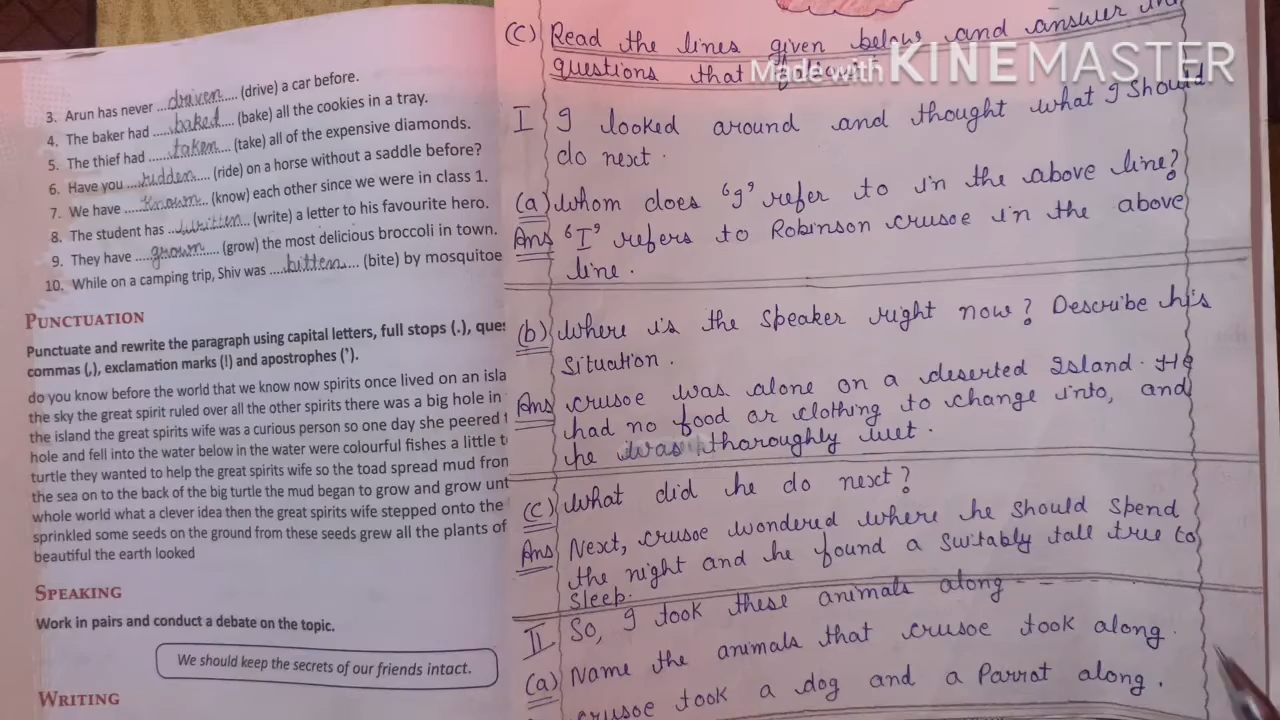 3. Arun has never ...driven... (drive) a car before.
4. The baker had ...baked... (bake) all the cookies in a tray.
5. The thief had ...taken... (take) all of the expensive diamonds.
6. Have you ...ridden... (ride) on a horse without a saddle before?
7. We have ...known... (know) each other since we were in class 1.
8. The student has ...written... (write) a letter to his favourite hero.
9. They have ...grown... (grow) the most delicious broccoli in town.
10. While on a camping trip, Shiv was ...bitten... (bite) by mosquitoe
PUNCTUATION
Punctuate and rewrite the paragraph using capital letters, full stops (.), ques
commas (,), exclamation marks (!) and apostrophes (').
do you know before the world that we know now spirits once lived on an isla
the sky the great spirit ruled over all the other spirits there was a big hole in
the island the great spirits wife was a curious person so one day she peered
hole and fell into the water below in the water were colourful fishes a little t
turtle they wanted to help the great spirits wife so the toad spread mud from
the sea on to the back of the big turtle the mud began to grow and grow unt
whole world what a clever idea then the great spirits wife stepped onto the
sprinkled some seeds on the ground from these seeds grew all the plants of
beautiful the earth looked
SPEAKING
Work in pairs and conduct a debate on the topic.
We should keep the secrets of our friends intact.
WRITING
(C) Read the lines given below and answer the
questions that
Made with KINEMASTER
I I looked around and thought what I should
do next.
(a) whom does 'I' refer to in the above line?
Ans 'I' refers to Robinson crusoe in the above
line.
(b) where is the speaker right now? Describe his
situation.
Ans crusoe was alone on a deserted Island. He
had no food or clothing to change into, and
he was thoroughly wet.
(c) what did he do next?
Ans Next, crusoe wondered where he should spend
the night and he found a suitably tall tree to
sleep.
II So, I took these animals along - - -
(a) Name the animals that crusoe took along.
crusoe took a dog and a Parrot along.